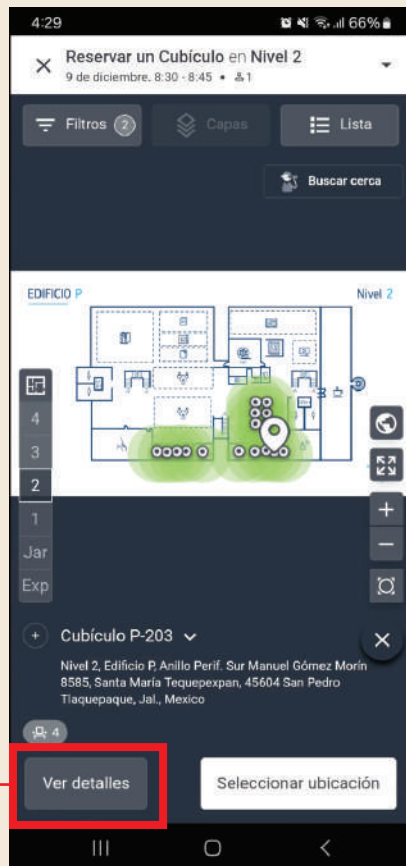 4:29 66%
Reservar un Cubículo en Nivel 2
9 de diciembre, 8:30 - 8:45 • 1
Filtros 2 Capas Lista
Buscar cerca
EDIFICIO P Nivel 2
4
3
2
1
Jar
Exp
+
−
Cubículo P-203
Nivel 2, Edificio P, Anillo Perif. Sur Manuel Gómez Morín
8585, Santa María Tequepexpan, 45604 San Pedro
Tlaquepaque, Jal., Mexico
4
Ver detalles Seleccionar ubicación